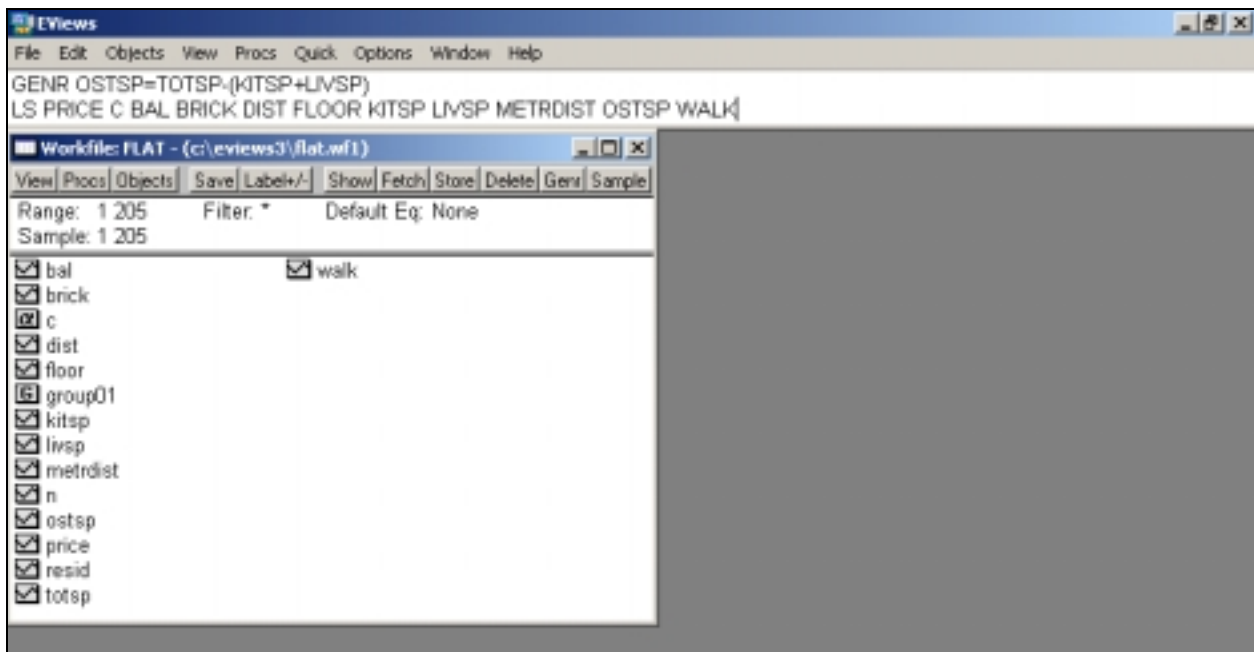 EViews
File Edit Objects View Procs Quick Options Window Help
GENR OSTSP=TOTSP-(KITSP+LIVSP)
LS PRICE C BAL BRICK DIST FLOOR KITSP LIVSP METRDIST OSTSP WALK
Workfile: FLAT - (c:\eviews3\flat.wf1)
View Procs Objects Save Label+/- Show Fetch Store Delete Genr Sample
Range: 1 205 Filter: * Default Eq: None
Sample: 1 205
bal
brick
α c
dist
floor
G group01
kitsp
livsp
metrdist
n
ostsp
price
resid
totsp
walk